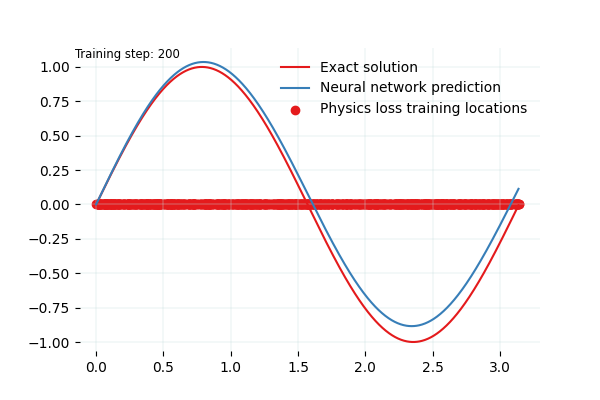 Training step: 200
Exact solution
Neural network prediction
Physics loss training locations
1.00
0.75
0.50
0.25
0.00
−0.25
−0.50
−0.75
−1.00
0.0 0.5 1.0 1.5 2.0 2.5 3.0